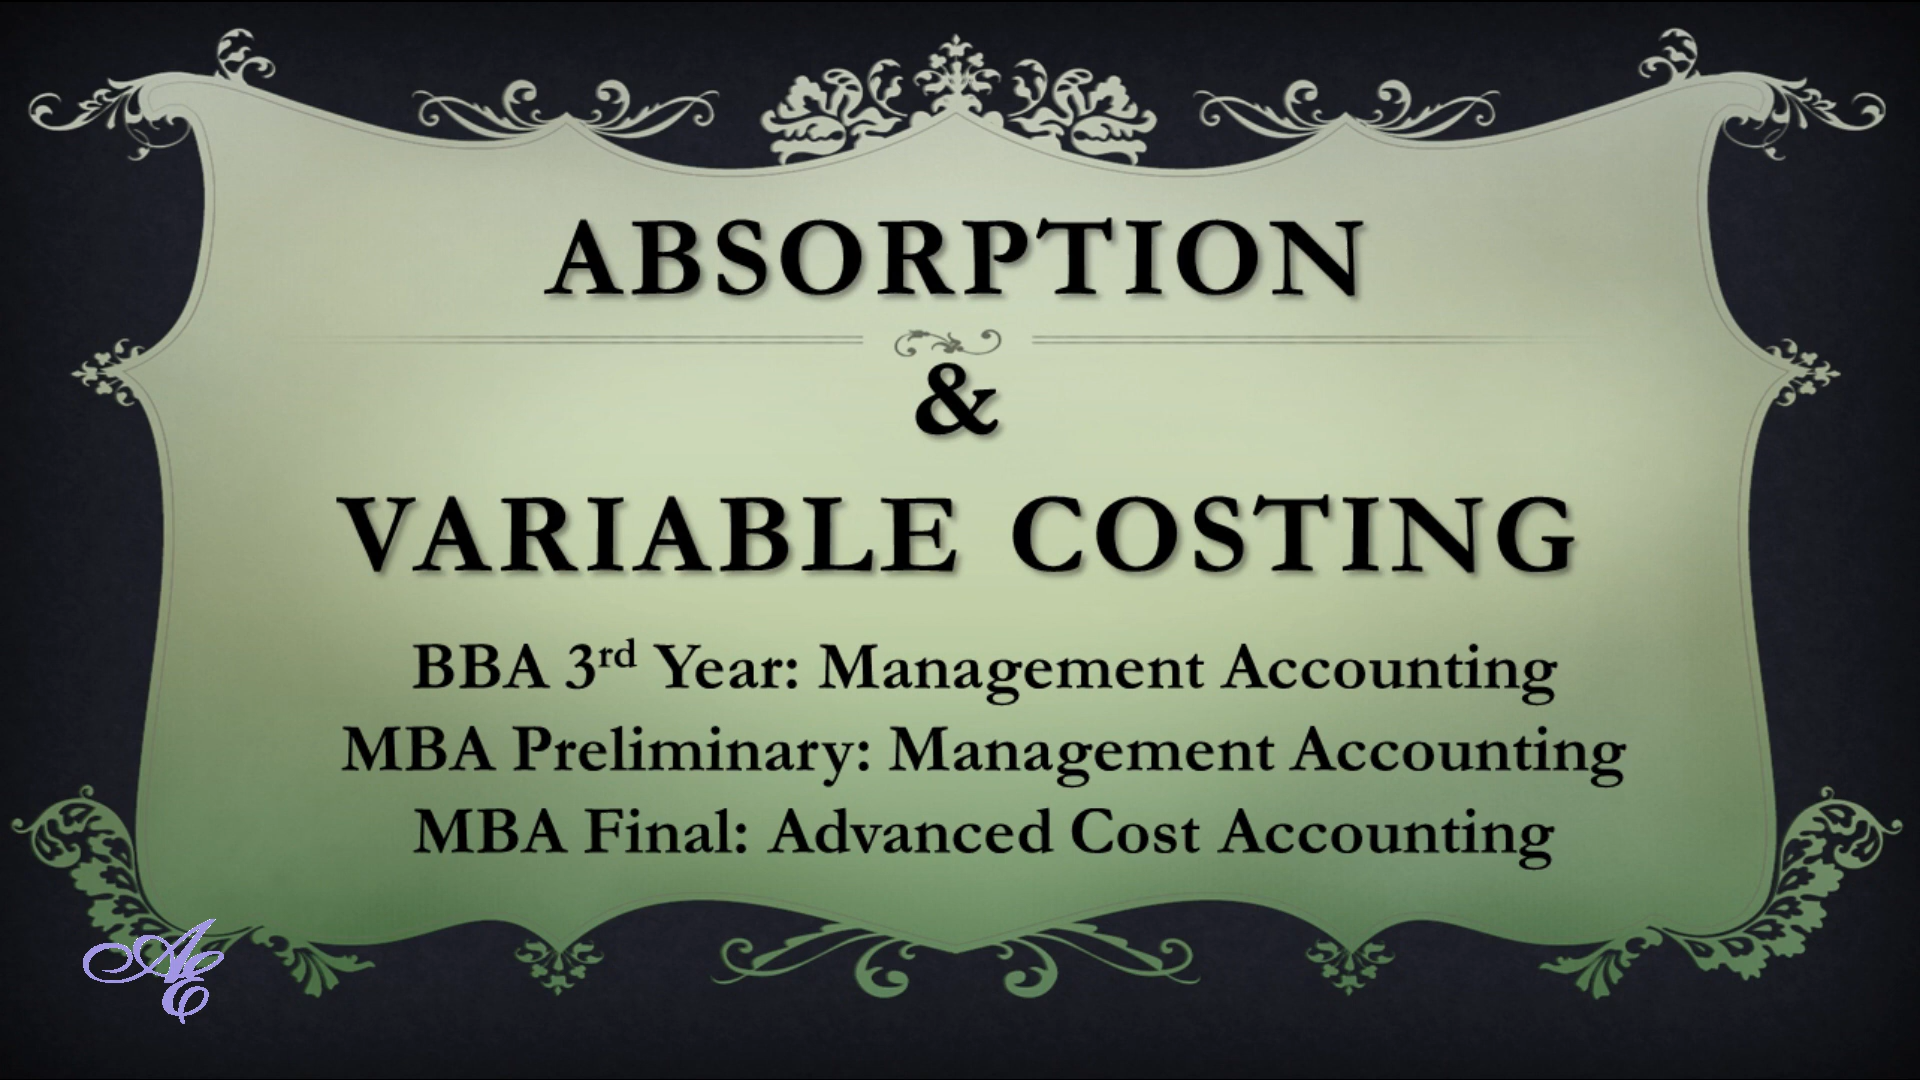 ABSORPTION
&
VARIABLE COSTING
BBA 3rd Year: Management Accounting
MBA Preliminary: Management Accounting
MBA Final: Advanced Cost Accounting